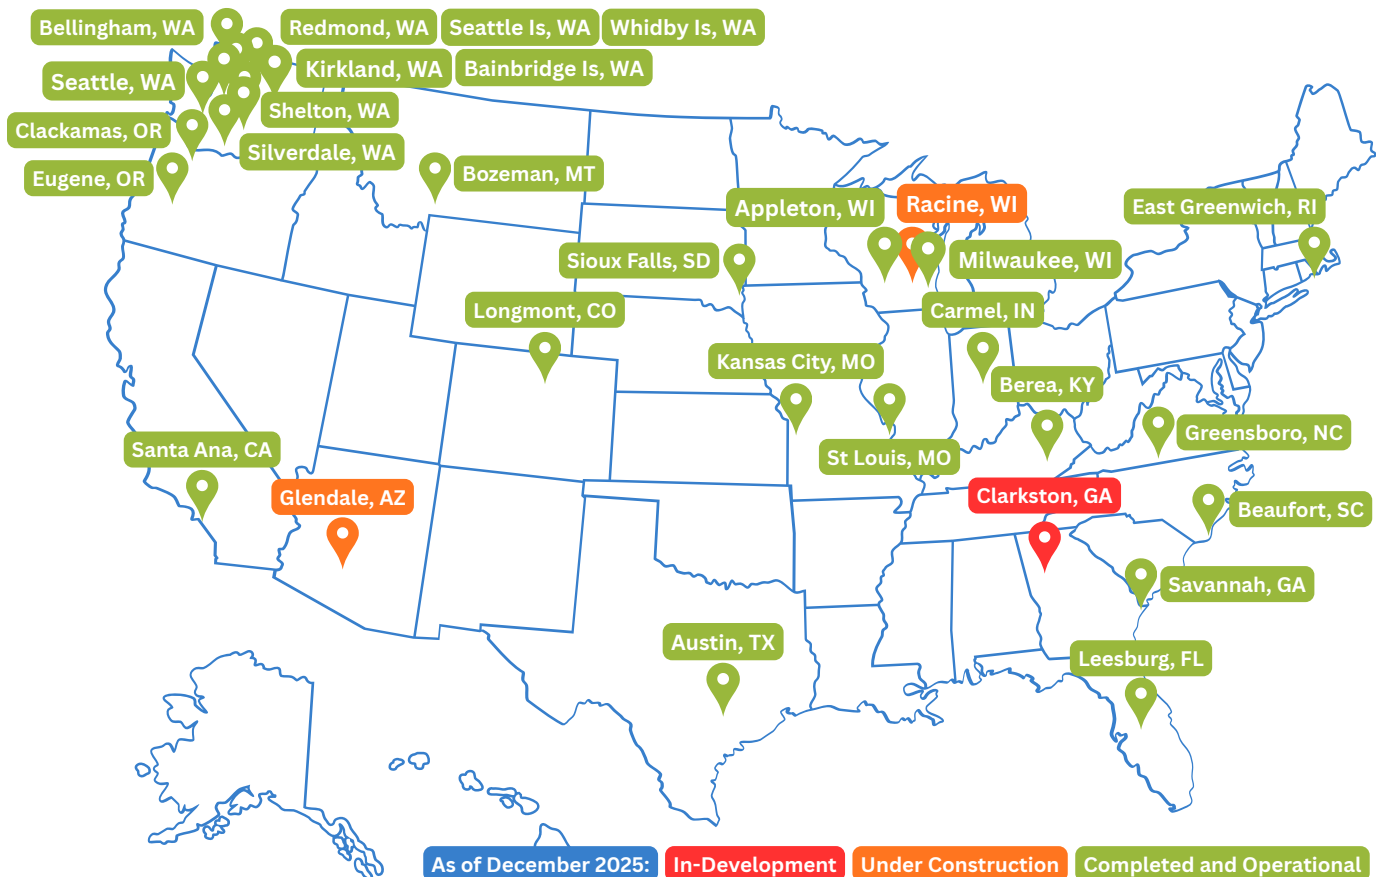 Bellingham, WA
Redmond, WA
Seattle Is, WA
Whidby Is, WA
Seattle, WA
Kirkland, WA
Bainbridge Is, WA
Shelton, WA
Clackamas, OR
Silverdale, WA
Eugene, OR
Bozeman, MT
Appleton, WI
Racine, WI
East Greenwich, RI
Sioux Falls, SD
Milwaukee, WI
Longmont, CO
Carmel, IN
Kansas City, MO
Berea, KY
Greensboro, NC
Santa Ana, CA
St Louis, MO
Glendale, AZ
Clarkston, GA
Beaufort, SC
Savannah, GA
Austin, TX
Leesburg, FL
As of December 2025:
In-Development
Under Construction
Completed and Operational